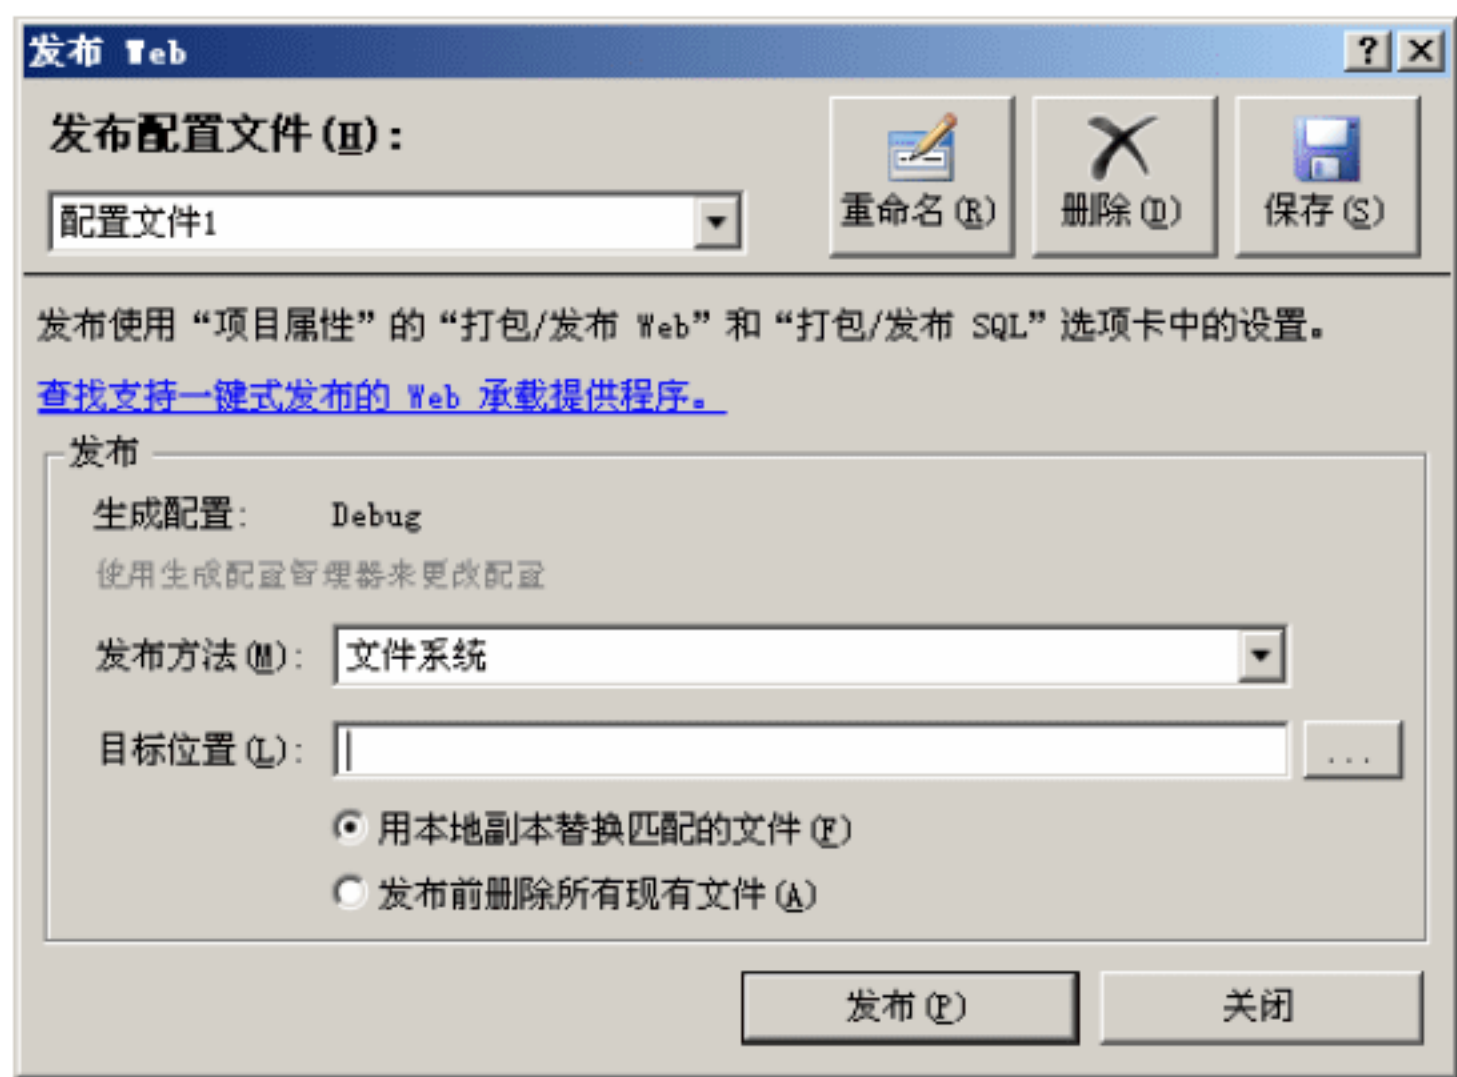 发布 Web
发布配置文件(H):
配置文件1
重命名(R)
删除(D)
保存(S)
发布使用“项目属性”的“打包/发布 Web”和“打包/发布 SQL”选项卡中的设置。
查找支持一键式发布的 Web 承载提供程序。
发布
生成配置: Debug
使用生成配置管理器来更改配置
发布方法(M): 文件系统
目标位置(L): ...
用本地副本替换匹配的文件(F)
发布前删除所有现有文件(A)
发布(P)
关闭